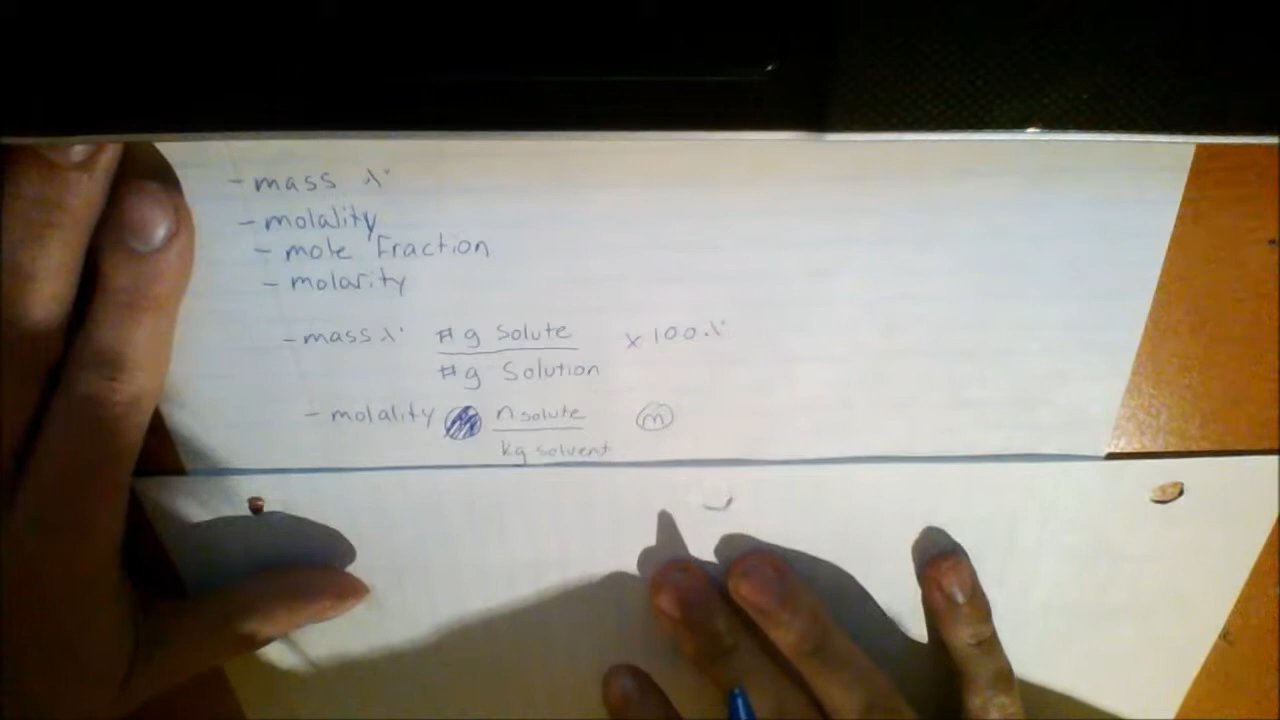 - mass %
- molality
- mole fraction
- molarity
- mass % # g solute x 100.%
# g Solution
- molality n solute m
kg solvent